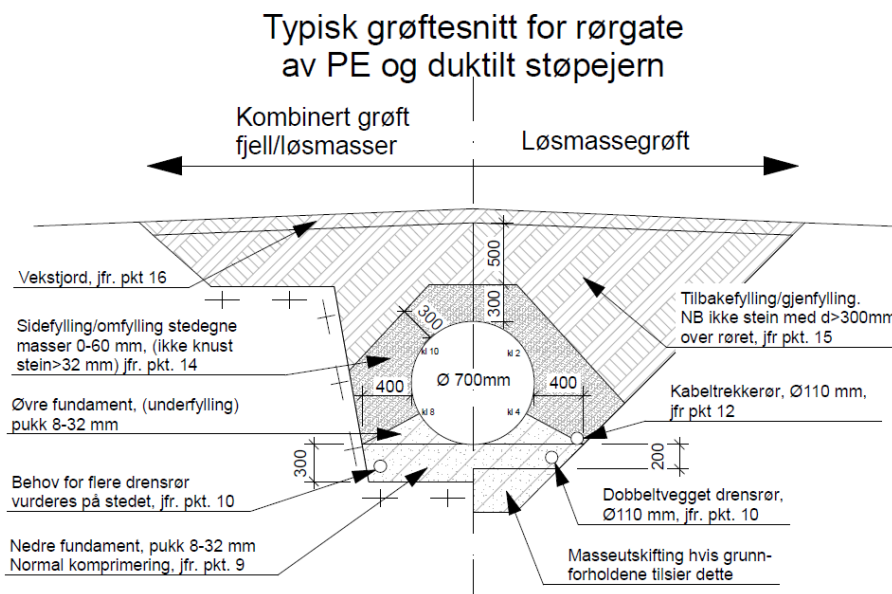 Typisk grøftesnitt for rørgate
av PE og duktilt støpejern
Kombinert grøft
fjell/løsmasser
Løsmassegrøft
Vekstjord, jfr. pkt 16
Sidefylling/omfylling stedegne
masser 0-60 mm, (ikke knust
stein>32 mm) jfr. pkt. 14
Øvre fundament, (underfylling)
pukk 8-32 mm
Behov for flere drensrør
vurderes på stedet, jfr. pkt. 10
Nedre fundament, pukk 8-32 mm
Normal komprimering, jfr. pkt. 9
500
300
300
kl 10
kl 2
400
Ø 700mm
400
kl 8
kl 4
300
200
Tilbakefylling/gjenfylling.
NB ikke stein med d>300mm
over røret, jfr pkt. 15
Kabeltrekkerør, Ø110 mm,
jfr pkt 12
Dobbeltvegget drensrør,
Ø110 mm, jfr. pkt. 10
Masseutskifting hvis grunn-
forholdene tilsier dette